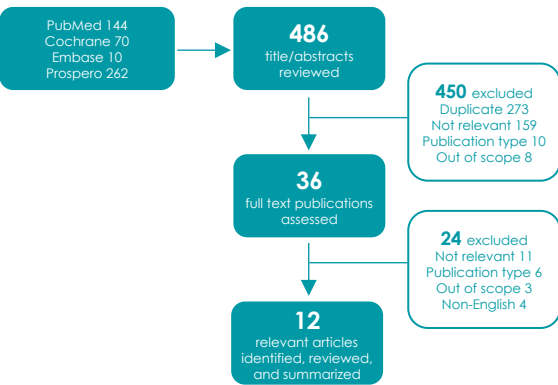 PubMed 144
Cochrane 70
Embase 10
Prospero 262
486
title/abstracts
reviewed
450 excluded
Duplicate 273
Not relevant 159
Publication type 10
Out of scope 8
36
full text publications
assessed
24 excluded
Not relevant 11
Publication type 6
Out of scope 3
Non-English 4
12
relevant articles
identified, reviewed,
and summarized